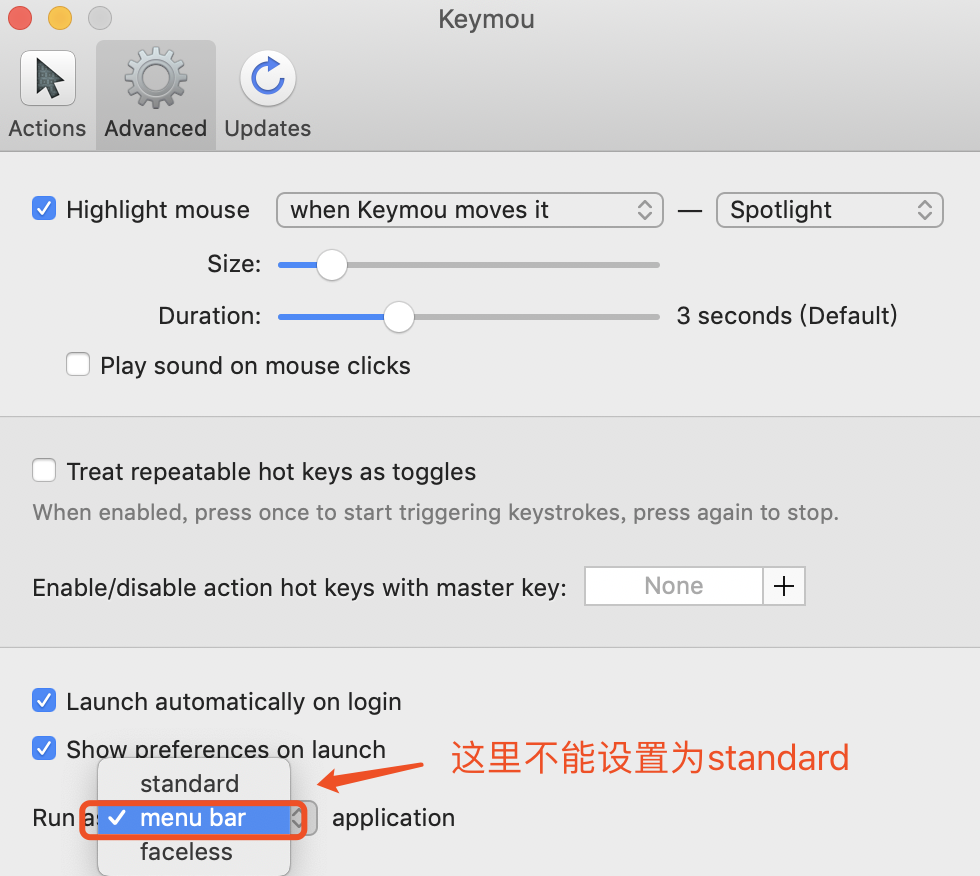 Keymou
Actions Advanced Updates
Highlight mouse when Keymou moves it — Spotlight
Size:
Duration: 3 seconds (Default)
Play sound on mouse clicks
Treat repeatable hot keys as toggles
When enabled, press once to start triggering keystrokes, press again to stop.
Enable/disable action hot keys with master key: None +
Launch automatically on login
Show preferences on launch
这里不能设置为standard
standard
Run as menu bar application
faceless